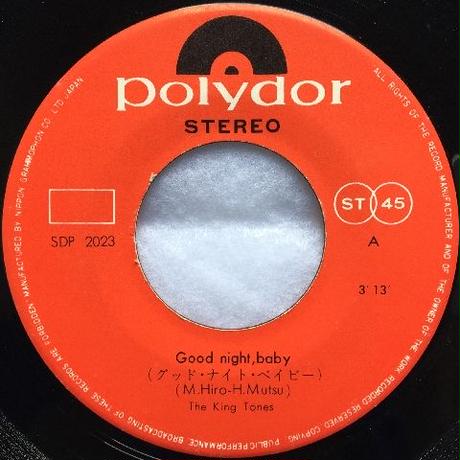 polydor
STEREO
ST 45
SDP 2023
A
3'13"
Good night,baby
(グッド・ナイト・ベイビー)
(M.Hiro-H.Mutsu)
The King Tones
MANUFACTURED BY NIPPON GRAMMOPHON CO. LTD. JAPAN
ALL RIGHTS OF THE RECORD MANUFACTURER AND OF THE OWNER OF THE WORK RECORDED RESERVED COPYING PUBLIC PERFORMANCE BROADCASTING OF THESE RECORDS ARE FORBIDDEN